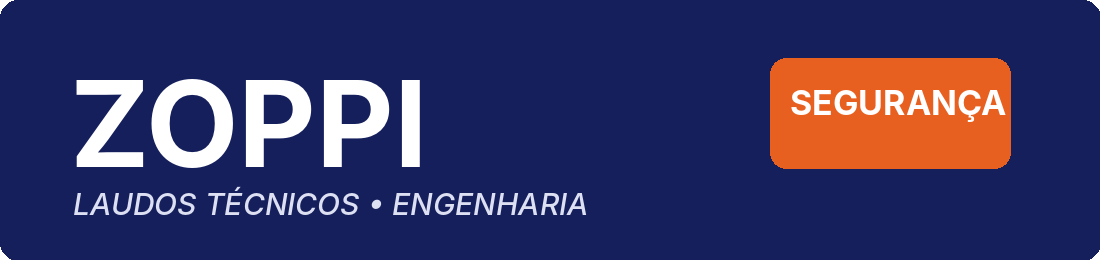 ZOPPI
LAUDOS TÉCNICOS • ENGENHARIA
SEGURANÇA